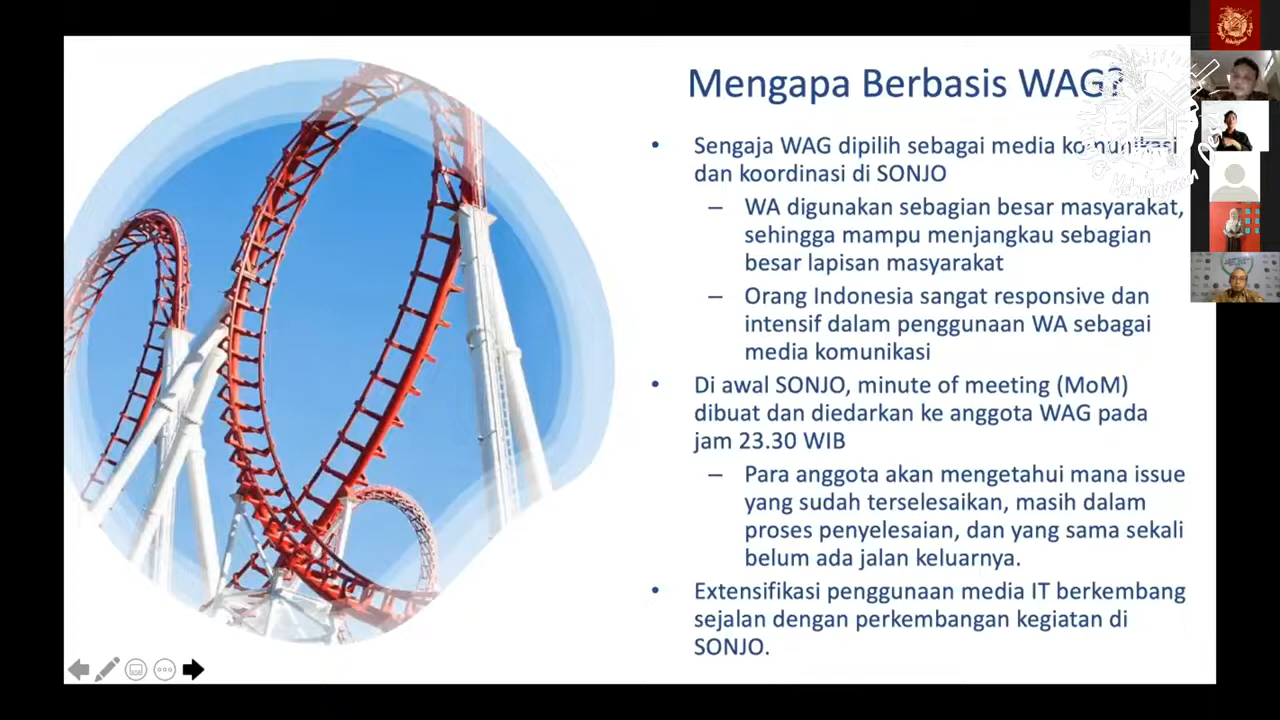 Mengapa Berbasis WAG?
• Sengaja WAG dipilih sebagai media komunikasi
dan koordinasi di SONJO
– WA digunakan sebagian besar masyarakat,
sehingga mampu menjangkau sebagian
besar lapisan masyarakat
– Orang Indonesia sangat responsive dan
intensif dalam penggunaan WA sebagai
media komunikasi
• Di awal SONJO, minute of meeting (MoM)
dibuat dan diedarkan ke anggota WAG pada
jam 23.30 WIB
– Para anggota akan mengetahui mana issue
yang sudah terselesaikan, masih dalam
proses penyelesaian, dan yang sama sekali
belum ada jalan keluarnya.
• Extensifikasi penggunaan media IT berkembang
sejalan dengan perkembangan kegiatan di
SONJO.